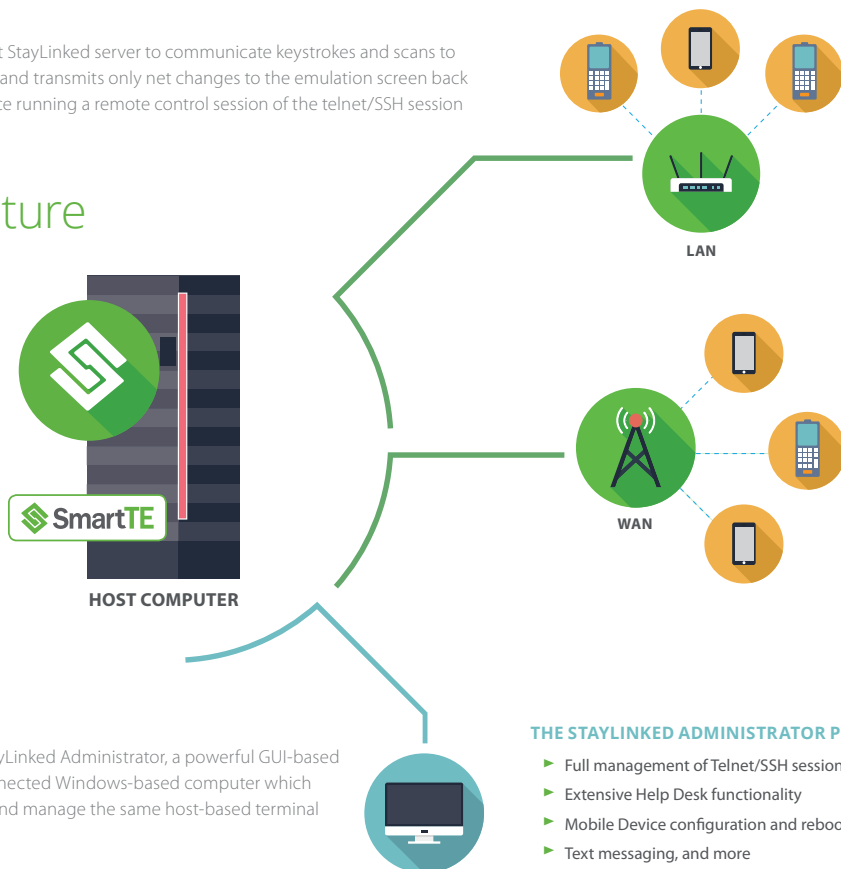 t StayLinked server to communicate keystrokes and scans to
and transmits only net changes to the emulation screen back
te running a remote control session of the telnet/SSH session
ture
LAN
WAN
SmartTE
HOST COMPUTER
yLinked Administrator, a powerful GUI-based
nected Windows-based computer which
nd manage the same host-based terminal
THE STAYLINKED ADMINISTRATOR P
► Full management of Telnet/SSH session
► Extensive Help Desk functionality
► Mobile Device configuration and reboo
► Text messaging, and more